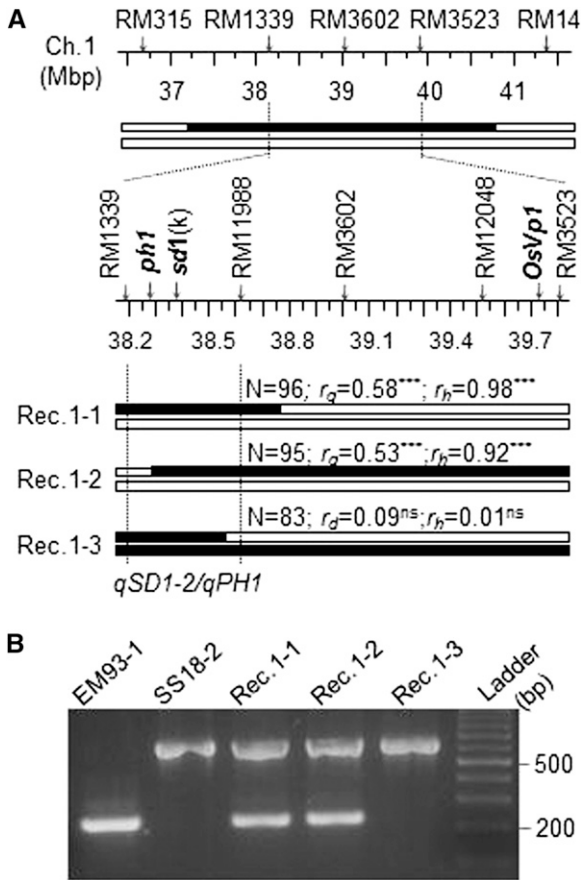 A
RM315 RM1339 RM3602 RM3523 RM14
Ch.1
(Mbp)
37 38 39 40 41
RM1339 ph1 sd1(k) RM11988 RM3602 RM12048 OsVp1 RM3523
38.2 38.5 38.8 39.1 39.4 39.7
N=96; rd=0.58***; rh=0.98***
Rec.1-1
N=95; rd=0.53***;rh=0.92***
Rec.1-2
N=83; rd=0.09ns;rh=0.01ns
Rec.1-3
qSD1-2/qPH1
B
EM93-1 SS18-2 Rec.1-1 Rec.1-2 Rec.1-3 Ladder
(bp)
500
200